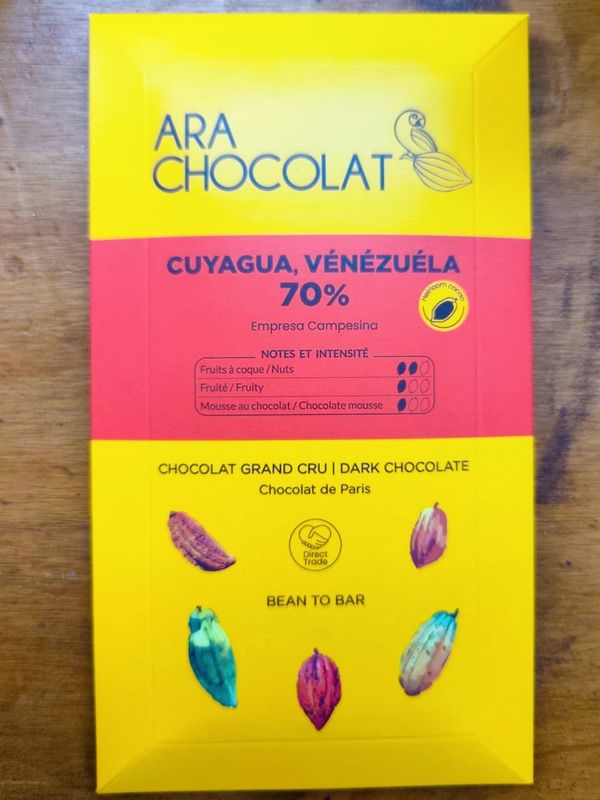 ARA
CHOCOLAT
CUYAGUA, VÉNÉZUÉLA
70%
Heirloom cacao
Empresa Campesina
NOTES ET INTENSITÉ
Fruits à coque / Nuts
Fruité / Fruity
Mousse au chocolat / Chocolate mousse
CHOCOLAT GRAND CRU | DARK CHOCOLATE
Chocolat de Paris
Direct
Trade
BEAN TO BAR